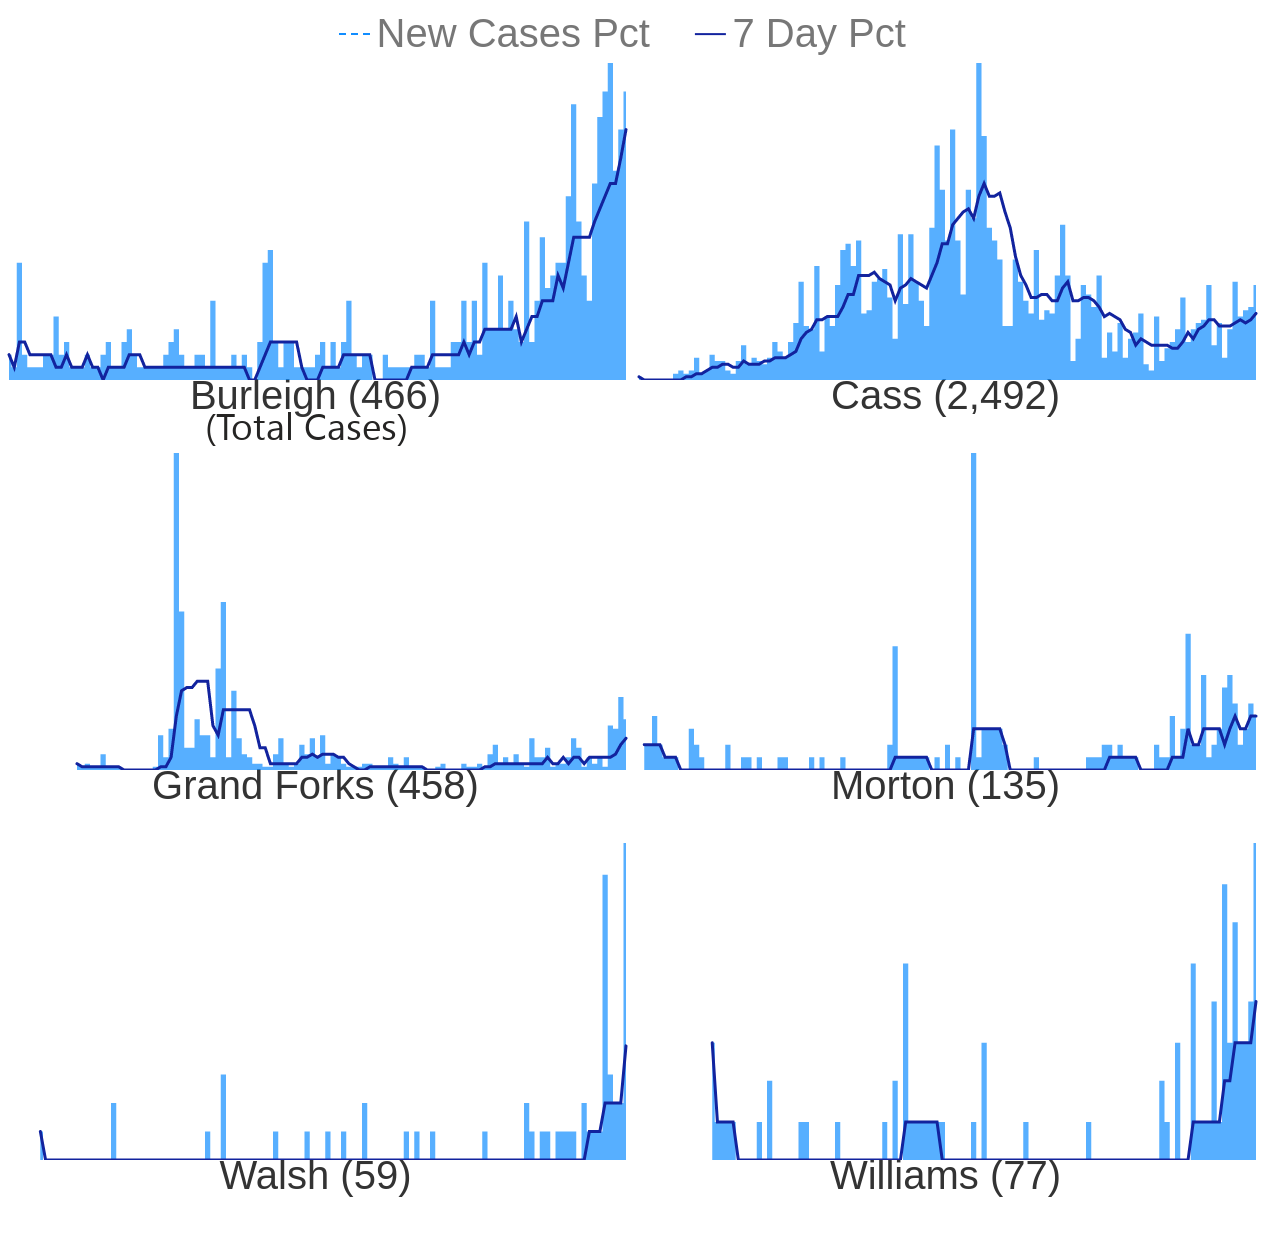 New Cases Pct 7 Day Pct
Burleigh (466) Cass (2,492)
(Total Cases)
Grand Forks (458) Morton (135)
Walsh (59) Williams (77)